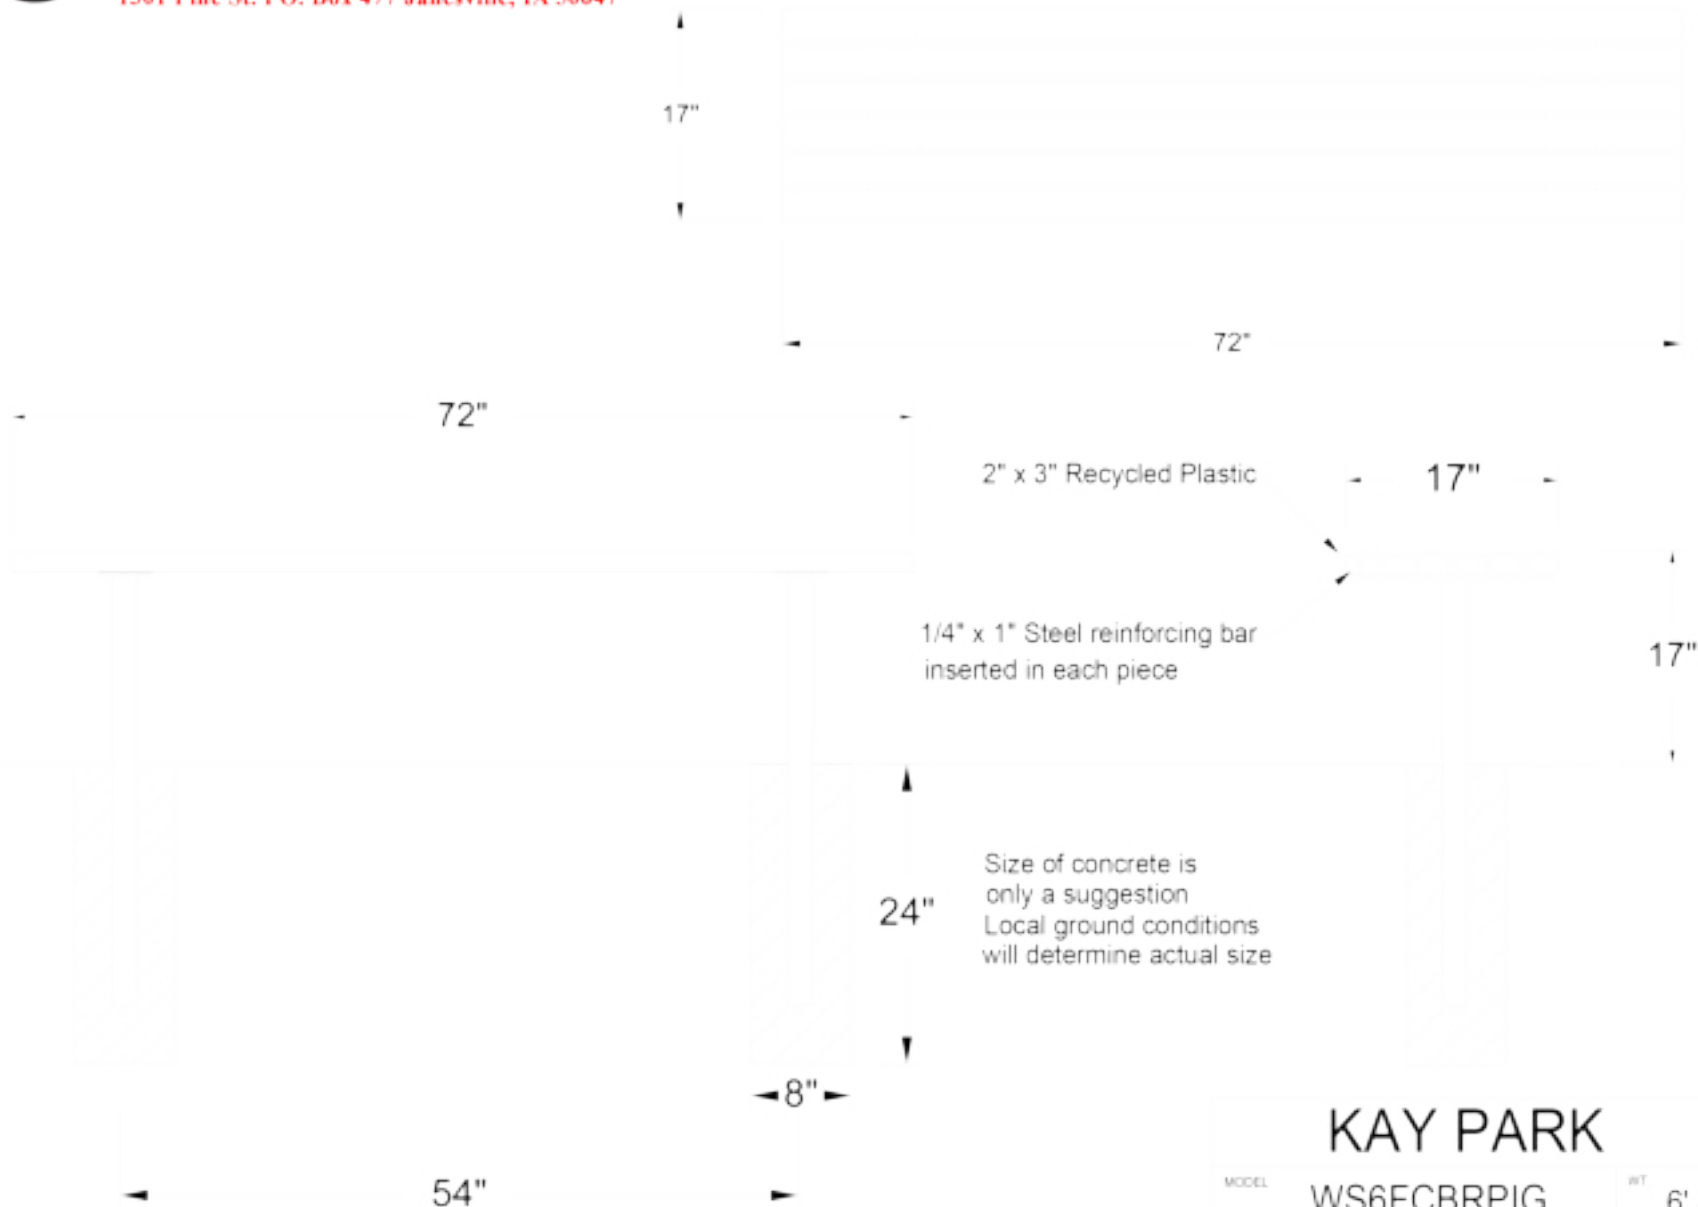 17"
72"
72"
2" x 3" Recycled Plastic
17"
1/4" x 1" Steel reinforcing bar
inserted in each piece
17"
24"
Size of concrete is
only a suggestion
Local ground conditions
will determine actual size
8"
54"
KAY PARK
MODEL
WT
6'